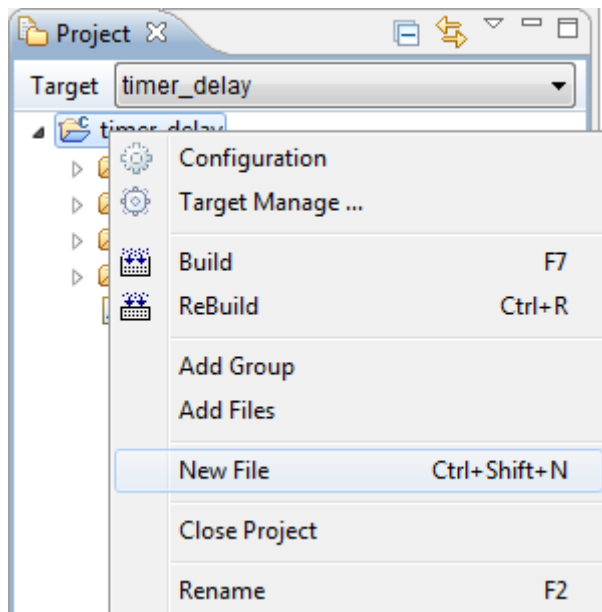 Project
Target timer_delay
timer_delay
Configuration
Target Manage ...
Build F7
ReBuild Ctrl+R
Add Group
Add Files
New File Ctrl+Shift+N
Close Project
Rename F2